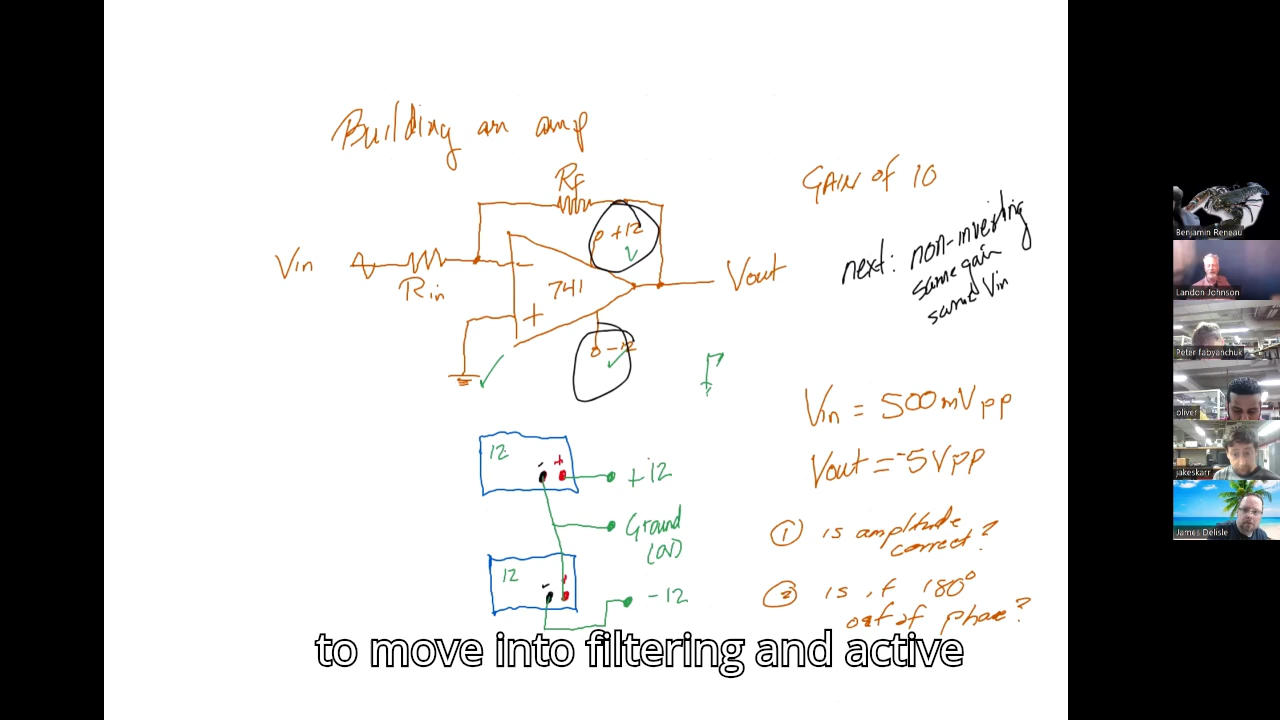 Building an amp
Rf
GAIN of 10
+12
Vin
Rin
741
-
+
Vout
next: non-inverting
same gain
same Vin
-12
Vin = 500mVpp
Vout = -5Vpp
12
- +
+12
Ground
(0V)
12
- +
-12
① is amplitude
correct?
② is it 180°
out of phase?
to move into filtering and active
Benjamin Reneau
Landon Johnson
Peter fabyanchuk
oliver
jakeskarr
James Delisle